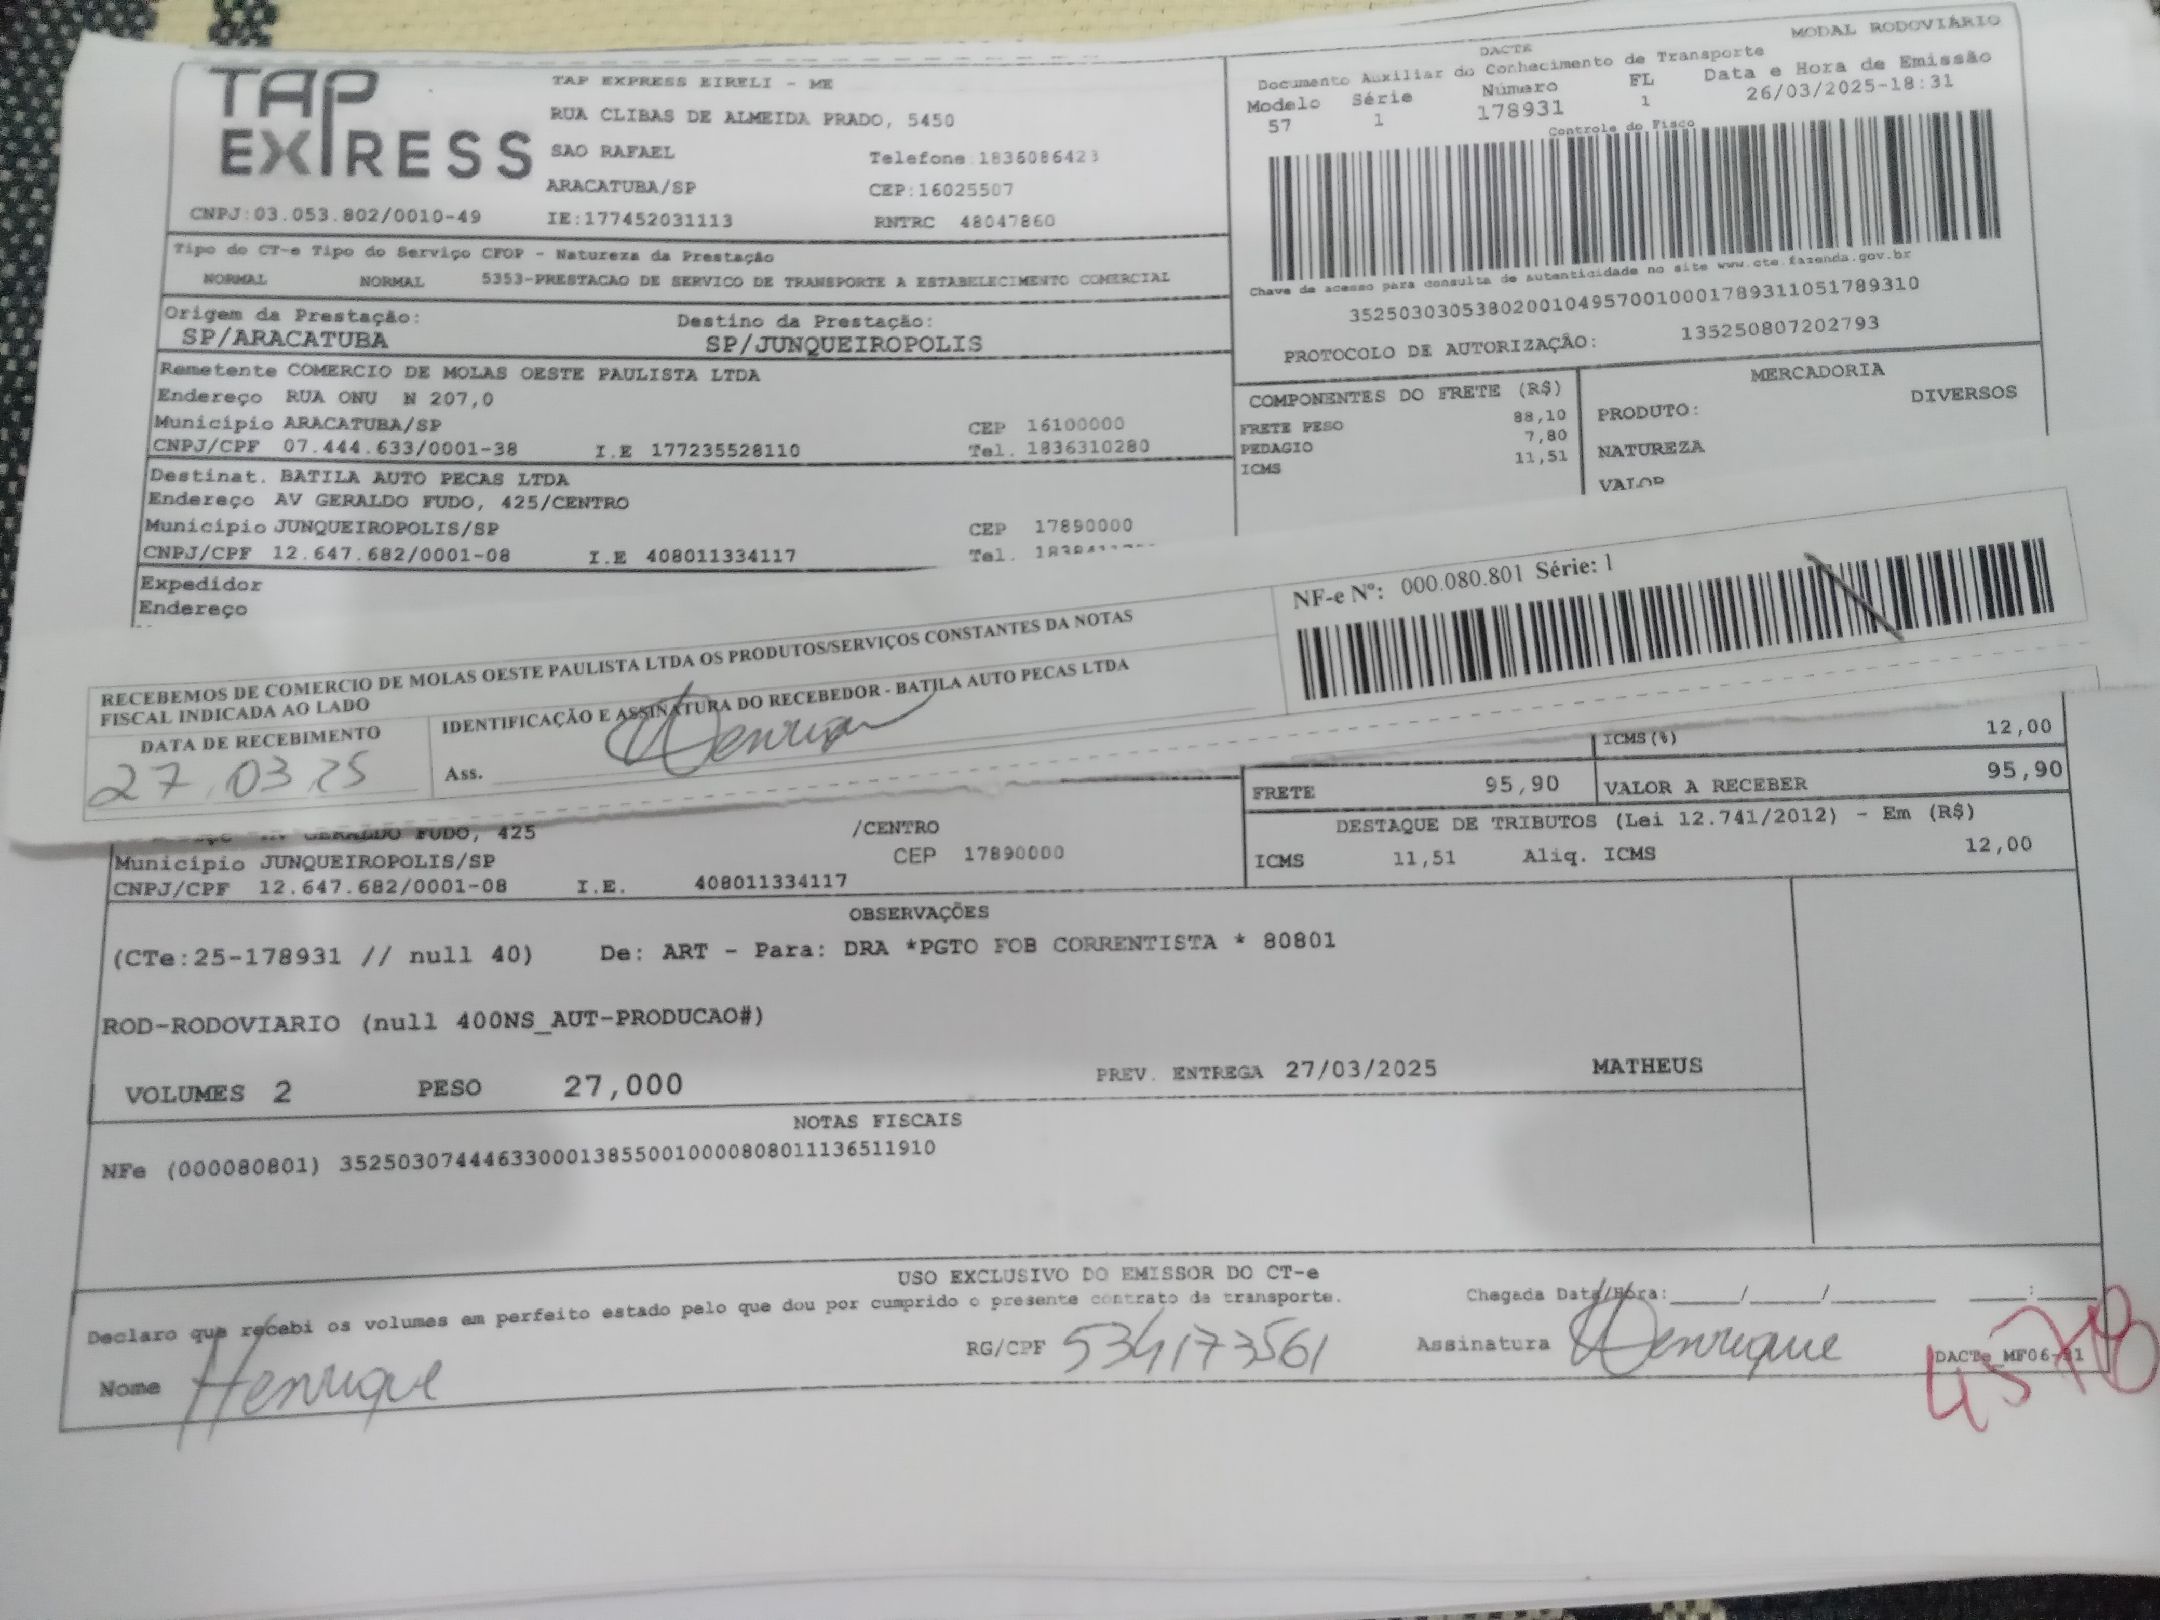 TAP EXPRESS
TAP EXPRESS EIRELI - ME
RUA CLIBAS DE ALMEIDA PRADO, 5450
SAO RAFAEL Telefone:1836086423
ARACATUBA/SP CEP:16025507
CNPJ:03.053.802/0010-49 IE:177452031113 RNTRC 48047860
MODAL RODOVIÁRIO
DACTE
Documento Auxiliar do Conhecimento de Transporte
Modelo Série Número FL Data e Hora de Emissão
57 1 178931 1 26/03/2025-18:31
Controle do Fisco
Chave de acesso para consulta de autenticidade no site www.cte.fazenda.gov.br
35250303053802001049570010001789311051789310
PROTOCOLO DE AUTORIZAÇÃO: 135250807202793
Tipo do CT-e Tipo do Serviço CFOP - Natureza da Prestação
NORMAL NORMAL 5353-PRESTACAO DE SERVICO DE TRANSPORTE A ESTABELECIMENTO COMERCIAL
Origem da Prestação: Destino da Prestação:
SP/ARACATUBA SP/JUNQUEIROPOLIS
Remetente COMERCIO DE MOLAS OESTE PAULISTA LTDA
Endereço RUA ONU N 207,0
Município ARACATUBA/SP CEP 16100000
CNPJ/CPF 07.444.633/0001-38 I.E 177235528110 Tel. 1836310280
Destinat. BATILA AUTO PECAS LTDA
Endereço AV GERALDO FUDO, 425/CENTRO
Município JUNQUEIROPOLIS/SP CEP 17890000
CNPJ/CPF 12.647.682/0001-08 I.E 408011334117 Tel.
Expedidor
Endereço
COMPONENTES DO FRETE (R$)
FRETE PESO 88,10
PEDAGIO 7,80
ICMS 11,51
MERCADORIA
PRODUTO: DIVERSOS
NATUREZA
VALOR
RECEBEMOS DE COMERCIO DE MOLAS OESTE PAULISTA LTDA OS PRODUTOS/SERVIÇOS CONSTANTES DA NOTAS
FISCAL INDICADA AO LADO
NF-e Nº: 000.080.801 Série: 1
DATA DE RECEBIMENTO
27.03.25
IDENTIFICAÇÃO E ASSINATURA DO RECEBEDOR - BATILA AUTO PECAS LTDA
Ass. Henrique
ICMS(%) 12,00
FRETE 95,90 VALOR A RECEBER 95,90
DESTAQUE DE TRIBUTOS (Lei 12.741/2012) - Em (R$)
ICMS 11,51 Aliq. ICMS 12,00
AV GERALDO FUDO, 425 /CENTRO
Município JUNQUEIROPOLIS/SP CEP 17890000
CNPJ/CPF 12.647.682/0001-08 I.E. 408011334117
OBSERVAÇÕES
(CTe:25-178931 // null 40) De: ART - Para: DRA *PGTO FOB CORRENTISTA * 80801
ROD-RODOVIARIO (null 400NS_AUT-PRODUCAO#)
VOLUMES 2 PESO 27,000 PREV. ENTREGA 27/03/2025 MATHEUS
NOTAS FISCAIS
NFe (000080801) 35250307444633000138550010000808011136511910
USO EXCLUSIVO DO EMISSOR DO CT-e
Declaro que recebi os volumes em perfeito estado pelo que dou por cumprido o presente contrato de transporte.
Chegada Data/Hora:____/____/______ ___:___
Nome Henrique RG/CPF 534173561 Assinatura Henrique